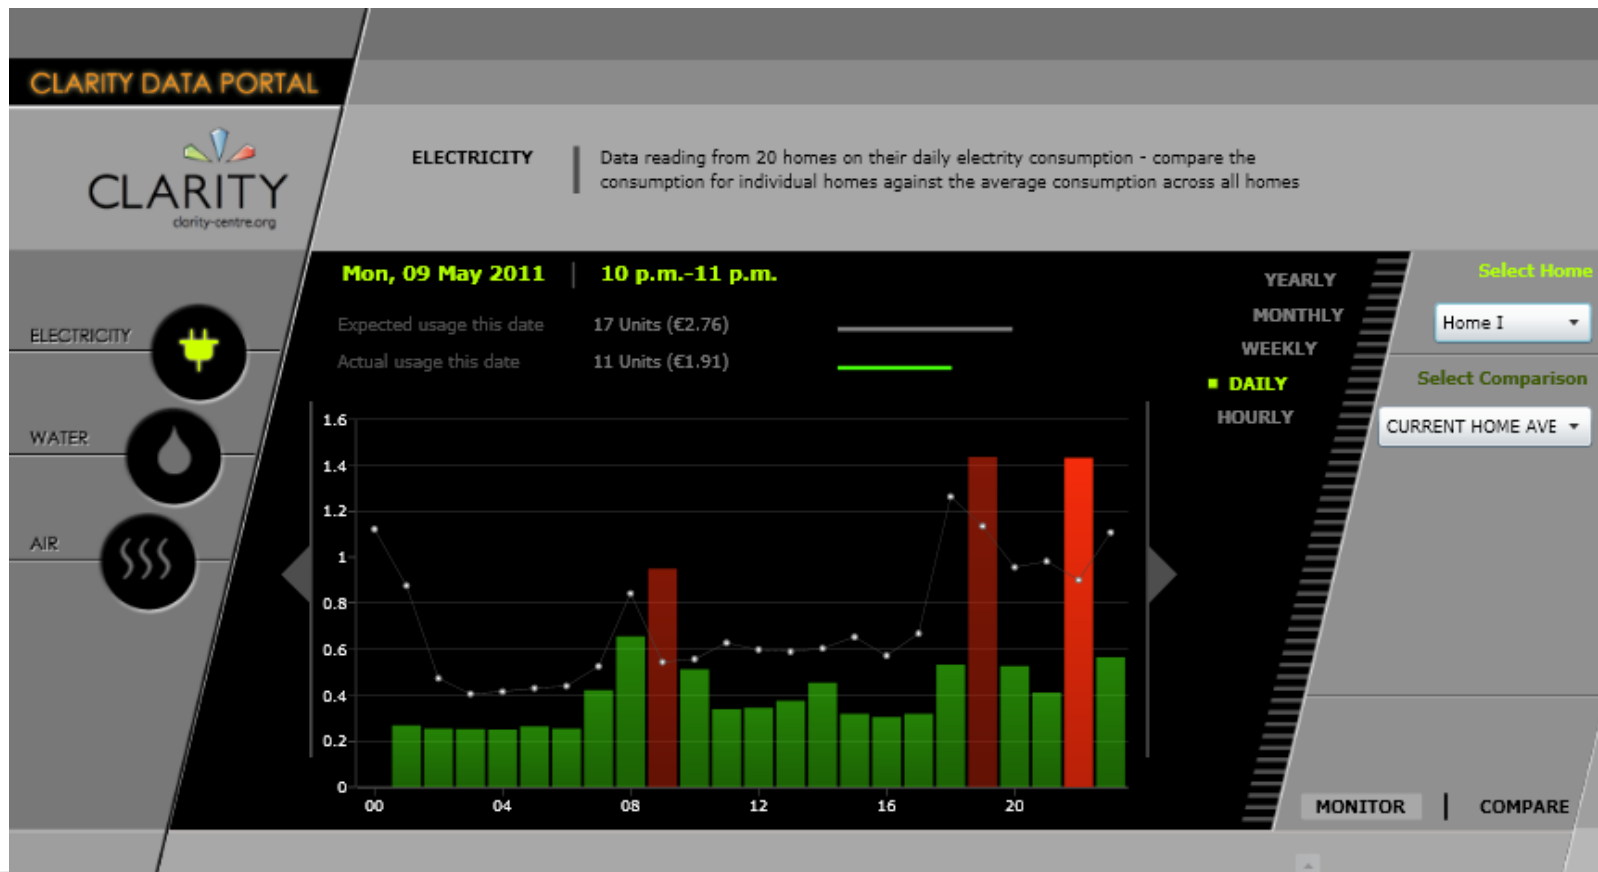 CLARITY DATA PORTAL
CLARITY
clarity-centre.org
ELECTRICITY
Data reading from 20 homes on their daily electrity consumption - compare the
consumption for individual homes against the average consumption across all homes
ELECTRICITY
WATER
AIR
Mon, 09 May 2011 | 10 p.m.-11 p.m.
Expected usage this date 17 Units (€2.76)
Actual usage this date 11 Units (€1.91)
YEARLY
MONTHLY
WEEKLY
DAILY
HOURLY
Select Home
Home I
Select Comparison
CURRENT HOME AVE
1.6
1.4
1.2
1
0.8
0.6
0.4
0.2
0
00 04 08 12 16 20
MONITOR | COMPARE